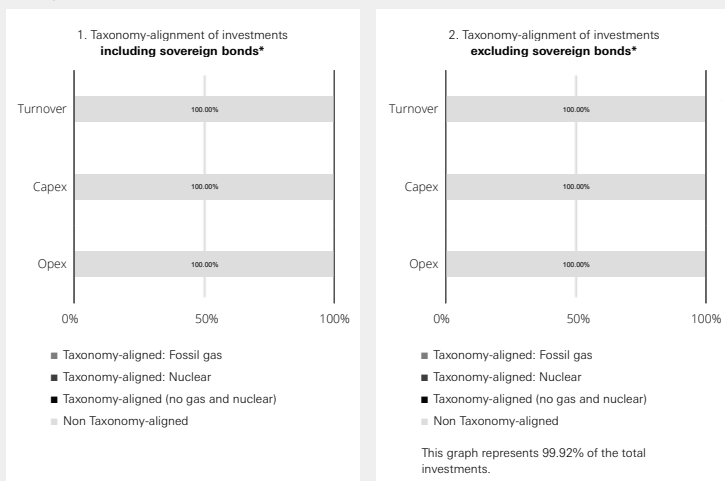 1. Taxonomy-alignment of investments
including sovereign bonds*
Turnover
100.00%
Capex
100.00%
Opex
100.00%
0%
50%
100%
Taxonomy-aligned: Fossil gas
Taxonomy-aligned: Nuclear
Taxonomy-aligned (no gas and nuclear)
Non Taxonomy-aligned
2. Taxonomy-alignment of investments
excluding sovereign bonds*
Turnover
100.00%
Capex
100.00%
Opex
100.00%
0%
50%
100%
Taxonomy-aligned: Fossil gas
Taxonomy-aligned: Nuclear
Taxonomy-aligned (no gas and nuclear)
Non Taxonomy-aligned
This graph represents 99.92% of the total
investments.